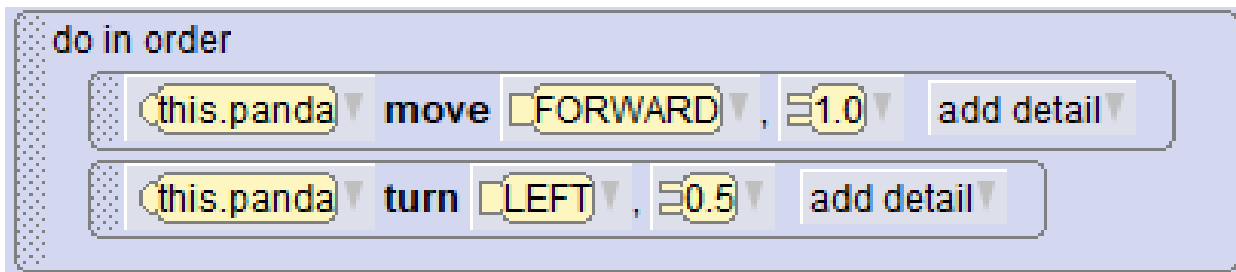 do in order
this.panda move FORWARD , 1.0 add detail
this.panda turn LEFT , 0.5 add detail